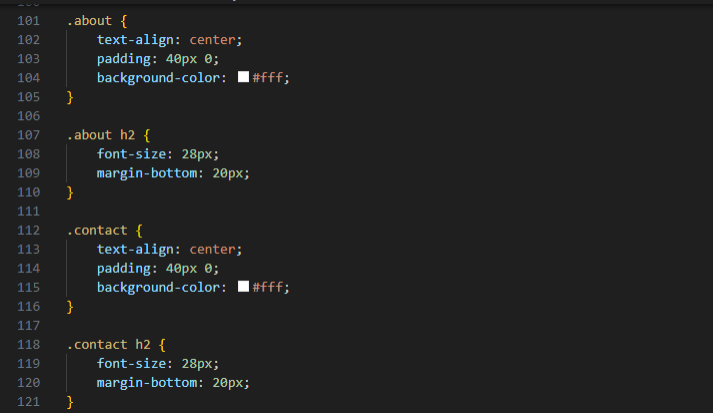 101 .about {
102     text-align: center;
103     padding: 40px 0;
104     background-color: #fff;
105 }
106
107 .about h2 {
108     font-size: 28px;
109     margin-bottom: 20px;
110 }
111
112 .contact {
113     text-align: center;
114     padding: 40px 0;
115     background-color: #fff;
116 }
117
118 .contact h2 {
119     font-size: 28px;
120     margin-bottom: 20px;
121 }